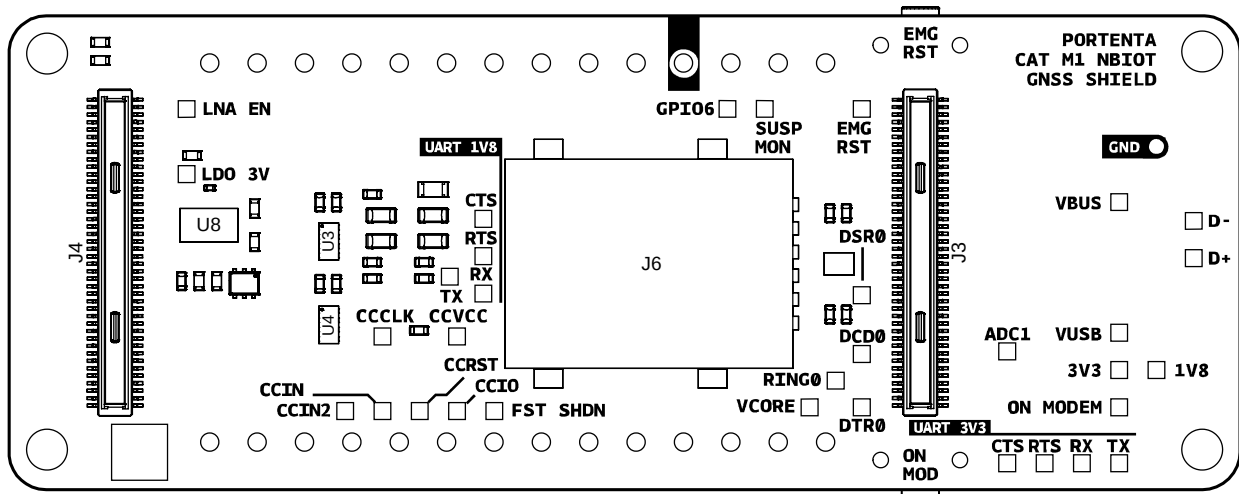 EMG
RST
PORTENTA
CAT M1 NBIOT
GNSS SHIELD
LNA EN
GPIO6
SUSP
MON
EMG
RST
UART 1V8
GND
LDO 3V
CTS
VBUS
U8
U3
RTS
DSR0
D-
J4
J6
J3
D+
RX
TX
CCCLK
CCVCC
U4
DCD0
ADC1
VUSB
CCRST
CCIO
3V3
1V8
CCIN
RING0
CCIN2
FST SHDN
VCORE
DTR0
ON MODEM
UART 3V3
CTS
RTS
RX
TX
ON
MOD